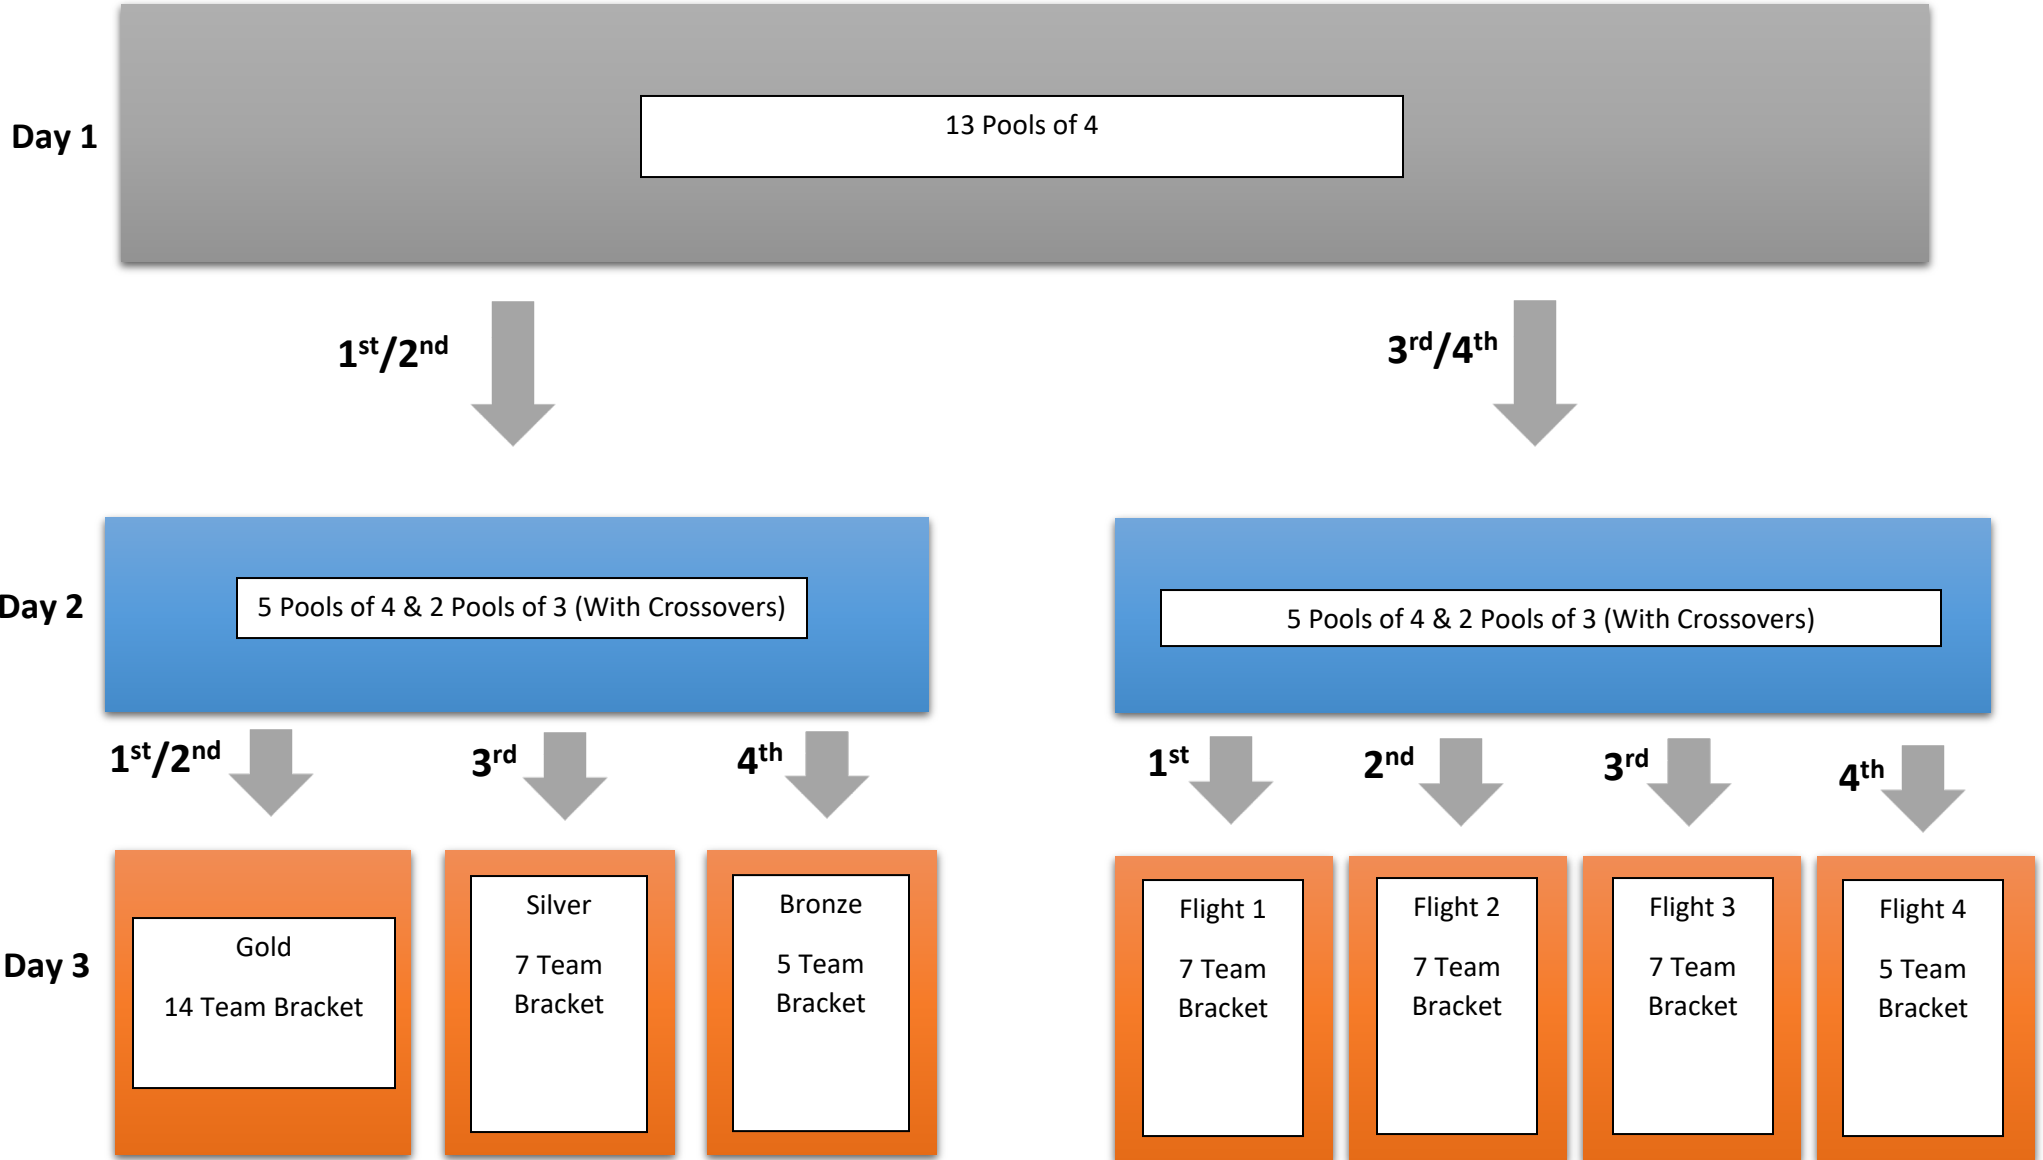 Day 1
13 Pools of 4
1st/2nd
3rd/4th
Day 2
5 Pools of 4 & 2 Pools of 3 (With Crossovers)
5 Pools of 4 & 2 Pools of 3 (With Crossovers)
1st/2nd
3rd
4th
1st
2nd
3rd
4th
Day 3
Gold
14 Team Bracket
Silver
7 Team
Bracket
Bronze
5 Team
Bracket
Flight 1
7 Team
Bracket
Flight 2
7 Team
Bracket
Flight 3
7 Team
Bracket
Flight 4
5 Team
Bracket